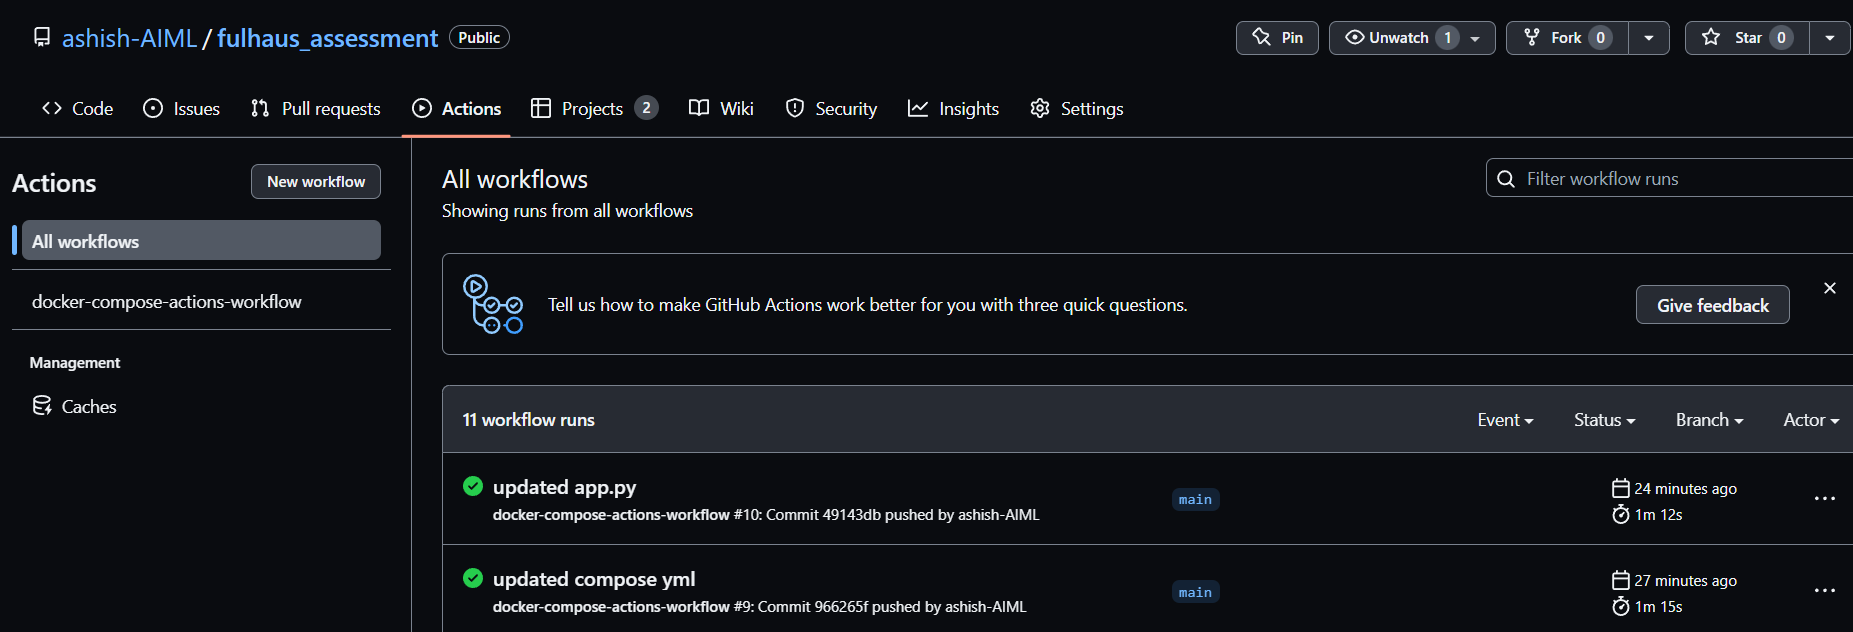 ashish-AIML / fulhaus_assessment Public
Pin Unwatch 1 Fork 0 Star 0
Code Issues Pull requests Actions Projects 2 Wiki Security Insights Settings
Actions New workflow
All workflows
docker-compose-actions-workflow
Management
Caches
All workflows
Showing runs from all workflows
Filter workflow runs
Tell us how to make GitHub Actions work better for you with three quick questions.
Give feedback
11 workflow runs Event Status Branch Actor
updated app.py
docker-compose-actions-workflow #10: Commit 49143db pushed by ashish-AIML
main
24 minutes ago
1m 12s
updated compose yml
docker-compose-actions-workflow #9: Commit 966265f pushed by ashish-AIML
main
27 minutes ago
1m 15s